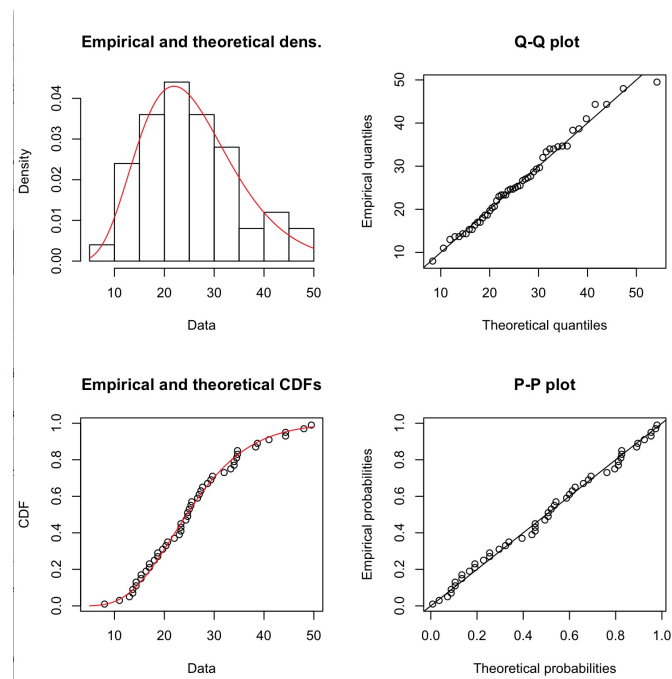 Empirical and theoretical dens.
Density
0.00
0.01
0.02
0.03
0.04
10 20 30 40 50
Data
Q-Q plot
Empirical quantiles
10
20
30
40
50
10 20 30 40 50
Theoretical quantiles
Empirical and theoretical CDFs
CDF
0.0
0.2
0.4
0.6
0.8
1.0
10 20 30 40 50
Data
P-P plot
Empirical probabilities
0.0
0.2
0.4
0.6
0.8
1.0
0.0 0.2 0.4 0.6 0.8 1.0
Theoretical probabilities